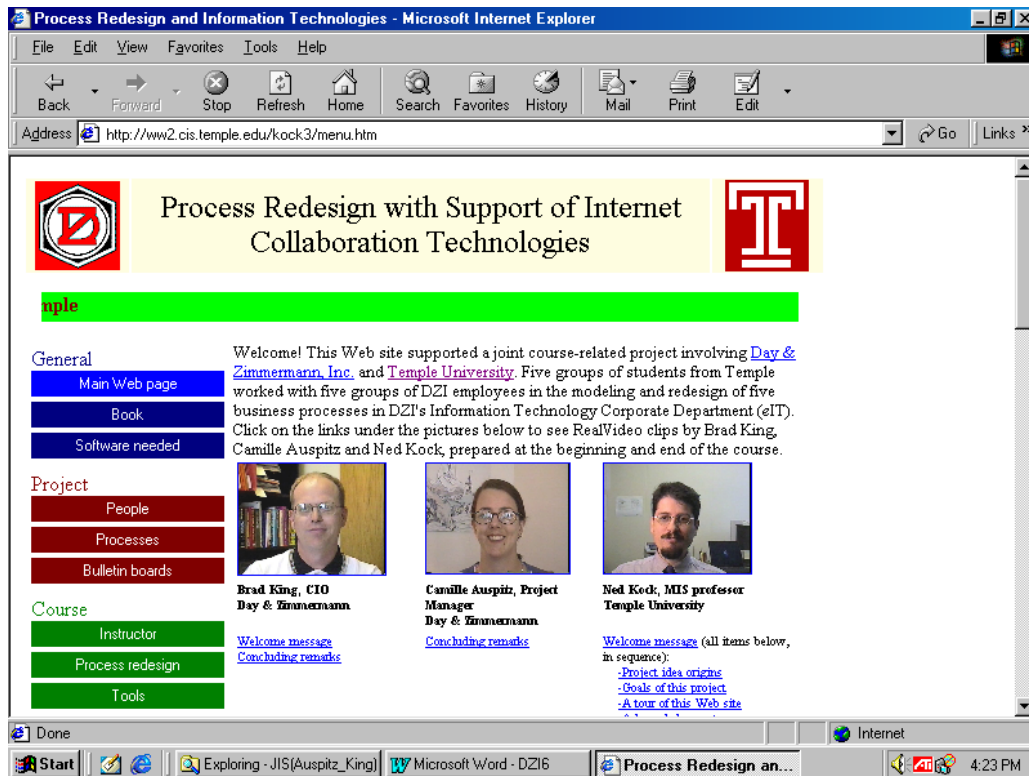 Process Redesign and Information Technologies - Microsoft Internet Explorer
File Edit View Favorites Tools Help
Back Forward Stop Refresh Home Search Favorites History Mail Print Edit
Address http://ww2.cis.temple.edu/kock3/menu.htm Go Links »
Process Redesign with Support of Internet
Collaboration Technologies
mple
General
Main Web page
Book
Software needed
Project
People
Processes
Bulletin boards
Course
Instructor
Process redesign
Tools
Welcome! This Web site supported a joint course-related project involving Day &
Zimmermann, Inc. and Temple University. Five groups of students from Temple
worked with five groups of DZI employees in the modeling and redesign of five
business processes in DZI's Information Technology Corporate Department (eIT).
Click on the links under the pictures below to see RealVideo clips by Brad King,
Camille Auspitz and Ned Kock, prepared at the beginning and end of the course.
Brad King, CIO
Day & Zimmermann
Welcome message
Concluding remarks
Camille Auspitz, Project
Manager
Day & Zimmermann
Concluding remarks
Ned Kock, MIS professor
Temple University
Welcome message (all items below,
in sequence):
-Project idea origins
-Goals of this project
-A tour of this Web site
Done Internet
Start Exploring - JIS(Auspitz_King) Microsoft Word - DZI6 Process Redesign an... 4:23 PM